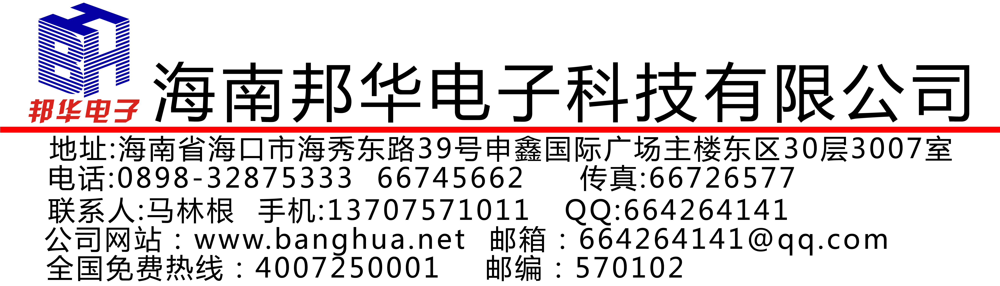 BH
邦华电子
海南邦华电子科技有限公司
地址:海南省海口市海秀东路39号申鑫国际广场主楼东区30层3007室
电话:0898-32875333 66745662 传真:66726577
联系人:马林根 手机:13707571011 QQ:664264141
公司网站：www.banghua.net 邮箱：664264141@qq.com
全国免费热线：4007250001 邮编：570102